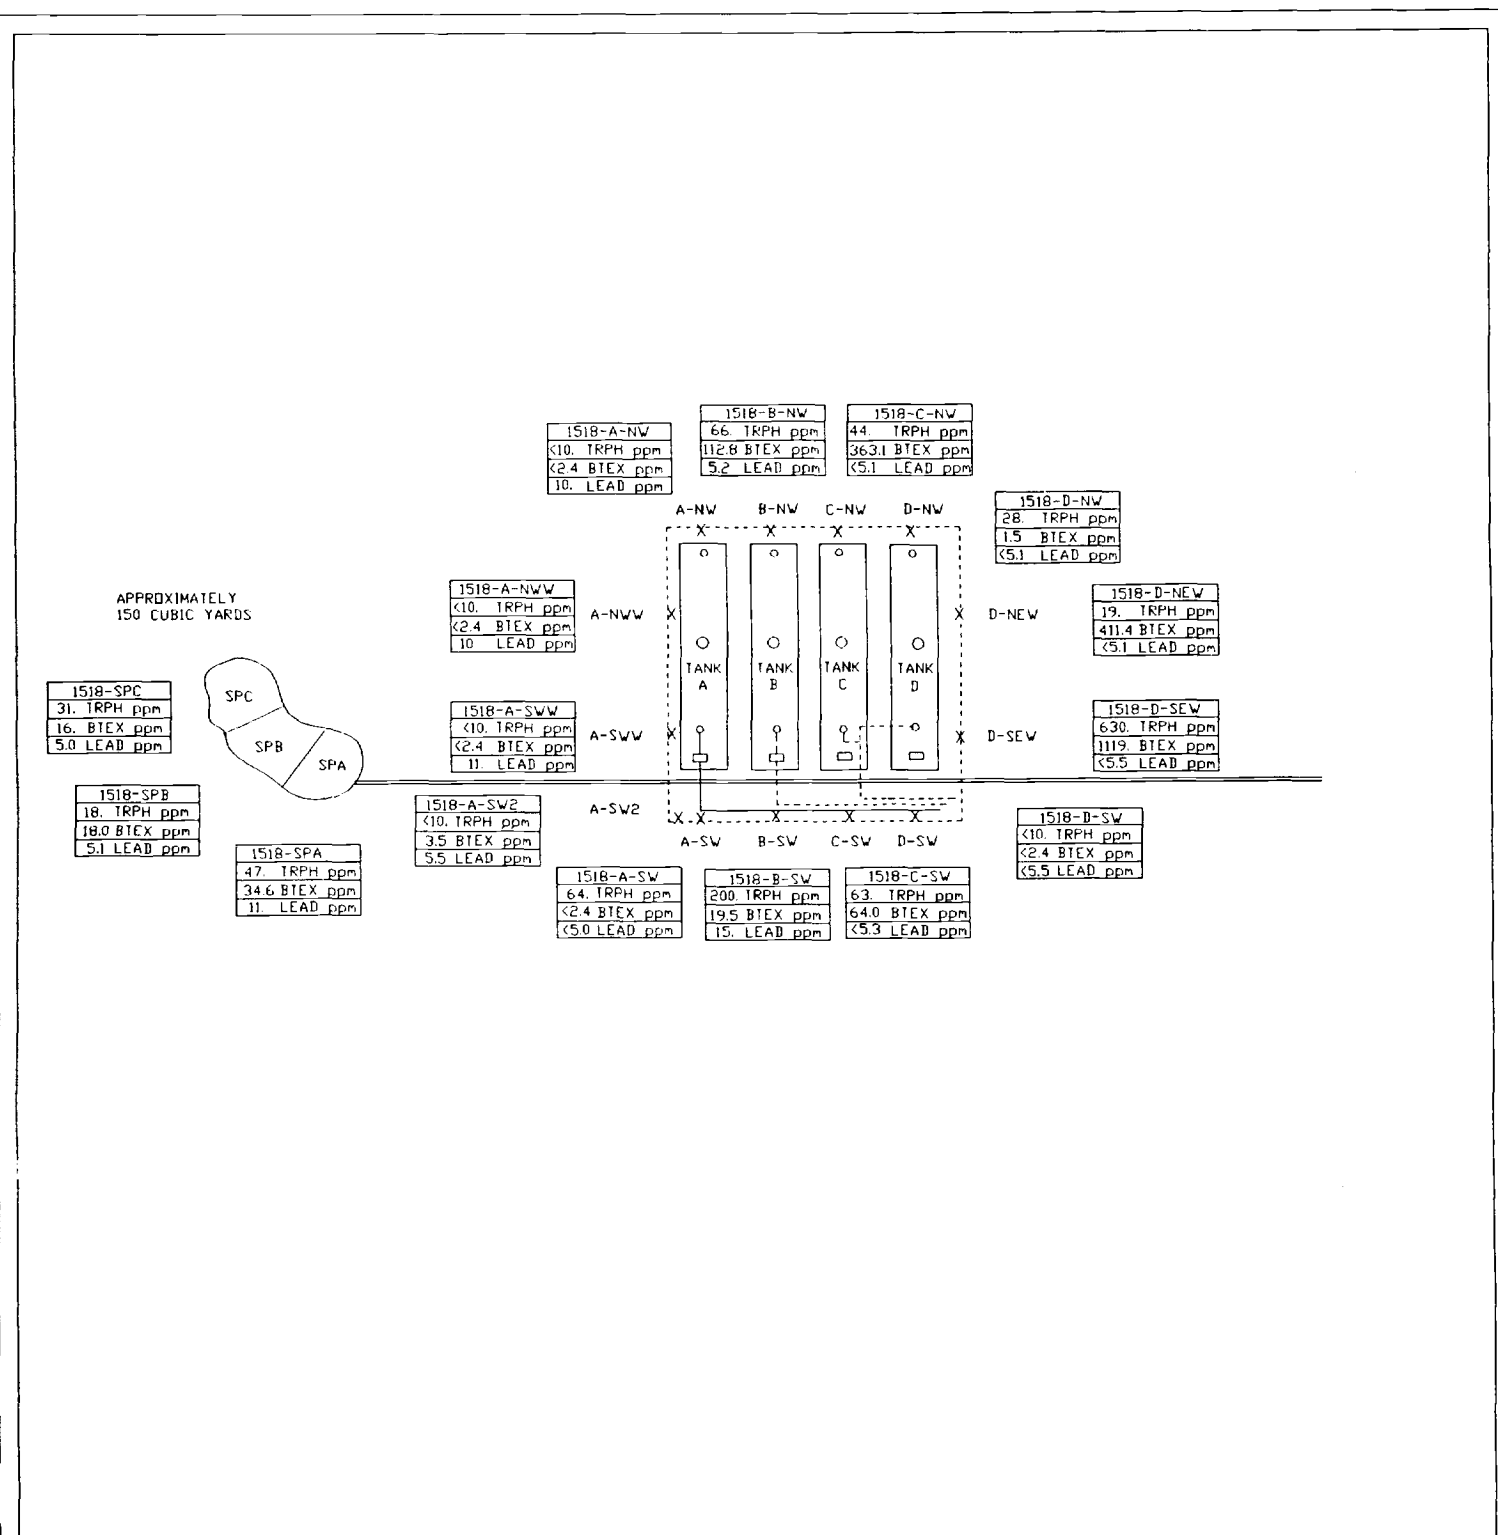 1518-B-NW
66. TRPH ppm
112.8 BTEX ppm
5.2 LEAD ppm
1518-C-NW
44. TRPH ppm
363.1 BTEX ppm
<5.1 LEAD ppm
1518-A-NW
<10. TRPH ppm
<2.4 BTEX ppm
10. LEAD ppm
1518-D-NW
28. TRPH ppm
1.5 BTEX ppm
<5.1 LEAD ppm
A-NW B-NW C-NW D-NW
X X X X
1518-A-NWW
<10. TRPH ppm
<2.4 BTEX ppm
10 LEAD ppm
A-NWW X
X D-NEW
1518-D-NEW
19. TRPH ppm
411.4 BTEX ppm
<5.1 LEAD ppm
APPROXIMATELY
150 CUBIC YARDS
TANK
A
TANK
B
TANK
C
TANK
D
SPC
SPB
SPA
1518-SPC
31. TRPH ppm
16. BTEX ppm
5.0 LEAD ppm
1518-A-SWW
<10. TRPH ppm
<2.4 BTEX ppm
11. LEAD ppm
A-SWW X
X D-SEW
1518-D-SEW
630. TRPH ppm
1119. BTEX ppm
<5.5 LEAD ppm
1518-SPB
18. TRPH ppm
18.0 BTEX ppm
5.1 LEAD ppm
1518-SPA
47. TRPH ppm
34.6 BTEX ppm
11. LEAD ppm
1518-A-SW2
<10. TRPH ppm
3.5 BTEX ppm
5.5 LEAD ppm
A-SW2
X X X X X
A-SW B-SW C-SW D-SW
1518-D-SW
<10. TRPH ppm
<2.4 BTEX ppm
<5.5 LEAD ppm
1518-A-SW
64. TRPH ppm
<2.4 BTEX ppm
<5.0 LEAD ppm
1518-B-SW
200. TRPH ppm
19.5 BTEX ppm
15. LEAD ppm
1518-C-SW
63. TRPH ppm
64.0 BTEX ppm
<5.3 LEAD ppm